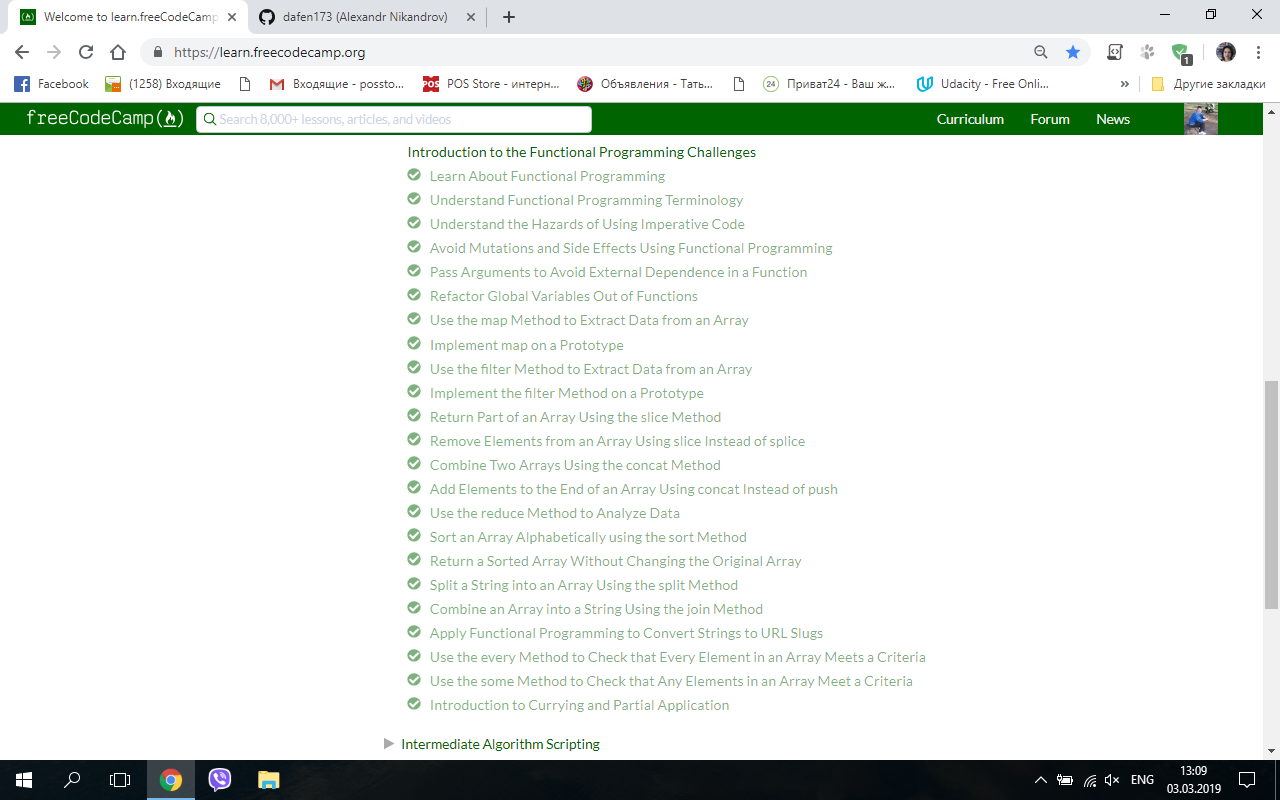 Welcome to learn.freeCodeCamp
dafen173 (Alexandr Nikandrov)
https://learn.freecodecamp.org
1
Facebook
(1258) Входящие
Входящие - possto...
POS Store - интерн...
Объявления - Тать...
24 Приват24 - Ваш ж...
Udacity - Free Onli...
»
Другие закладки
freeCodeCamp
Search 8,000+ lessons, articles, and videos
Curriculum
Forum
News
Introduction to the Functional Programming Challenges
Learn About Functional Programming
Understand Functional Programming Terminology
Understand the Hazards of Using Imperative Code
Avoid Mutations and Side Effects Using Functional Programming
Pass Arguments to Avoid External Dependence in a Function
Refactor Global Variables Out of Functions
Use the map Method to Extract Data from an Array
Implement map on a Prototype
Use the filter Method to Extract Data from an Array
Implement the filter Method on a Prototype
Return Part of an Array Using the slice Method
Remove Elements from an Array Using slice Instead of splice
Combine Two Arrays Using the concat Method
Add Elements to the End of an Array Using concat Instead of push
Use the reduce Method to Analyze Data
Sort an Array Alphabetically using the sort Method
Return a Sorted Array Without Changing the Original Array
Split a String into an Array Using the split Method
Combine an Array into a String Using the join Method
Apply Functional Programming to Convert Strings to URL Slugs
Use the every Method to Check that Every Element in an Array Meets a Criteria
Use the some Method to Check that Any Elements in an Array Meet a Criteria
Introduction to Currying and Partial Application
Intermediate Algorithm Scripting
ENG
13:09
03.03.2019